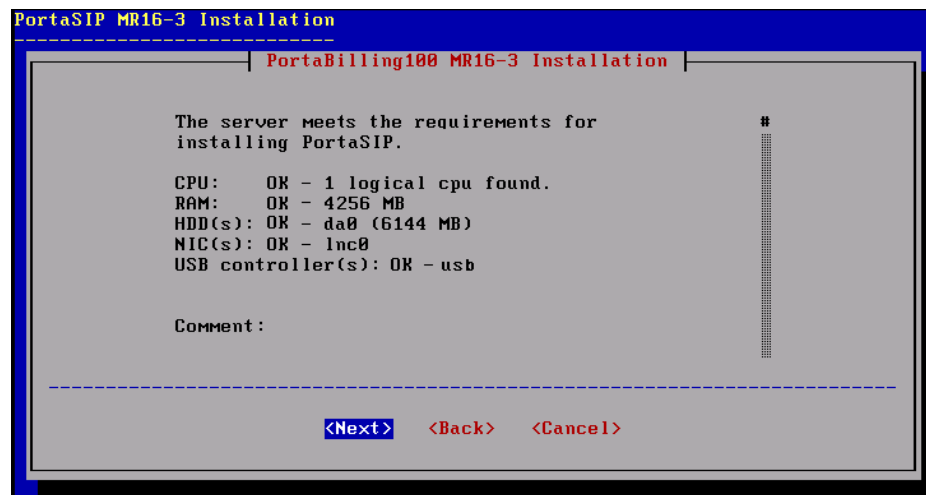 PortaSIP MR16-3 Installation
PortaBilling100 MR16-3 Installation
The server meets the requirements for
installing PortaSIP.
CPU: OK - 1 logical cpu found.
RAM: OK - 4256 MB
HDD(s): OK - da0 (6144 MB)
NIC(s): OK - lnc0
USB controller(s): OK - usb
Comment:
#
<Next> <Back> <Cancel>